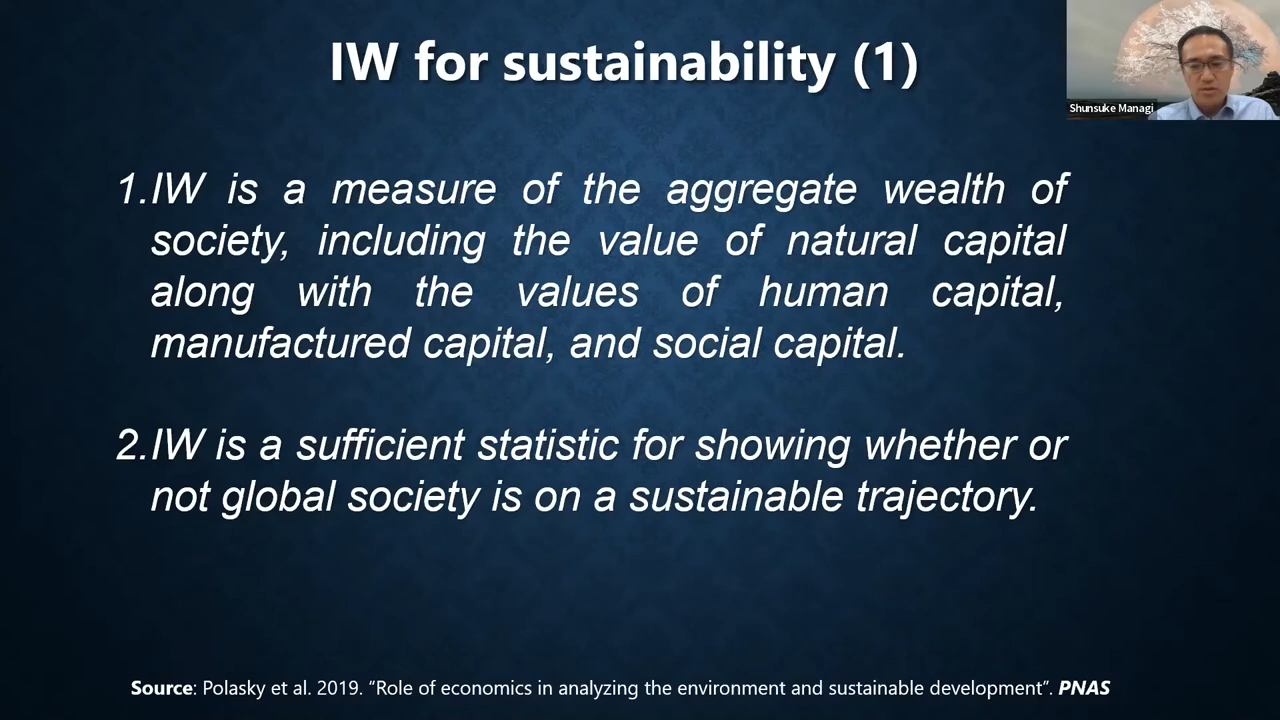 IW for sustainability (1)
Shunsuke Managi
1.IW is a measure of the aggregate wealth of
society, including the value of natural capital
along with the values of human capital,
manufactured capital, and social capital.
2.IW is a sufficient statistic for showing whether or
not global society is on a sustainable trajectory.
Source: Polasky et al. 2019. “Role of economics in analyzing the environment and sustainable development”. PNAS